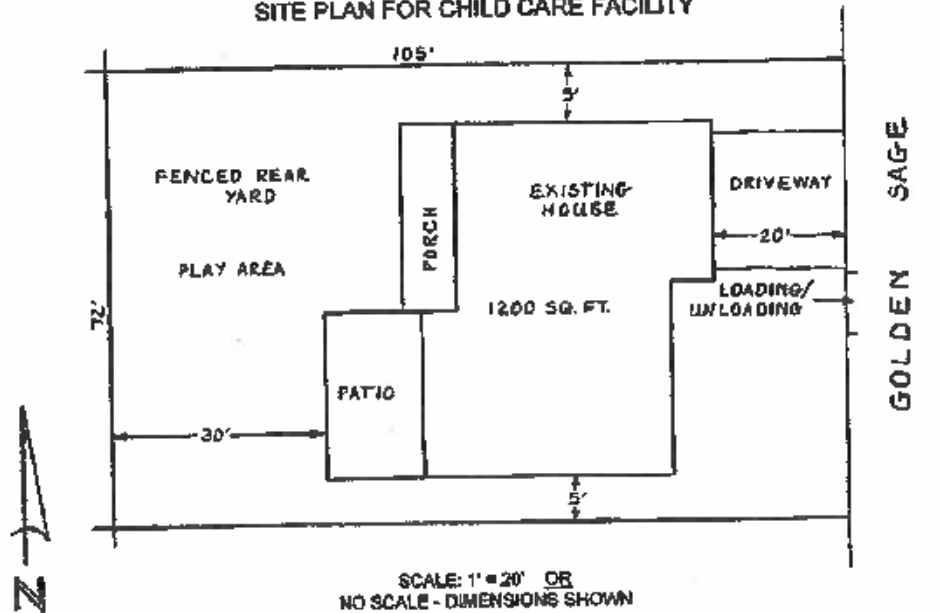 SITE PLAN FOR CHILD CARE FACILITY
105'
FENCED REAR
YARD
PLAY AREA
PORCH
EXISTING
HOUSE
1200 SQ. FT.
DRIVEWAY
20'
LOADING/
UNLOADING
GOLDEN SAGE
72'
PATIO
30'
5'
N
SCALE: 1' = 20' OR
NO SCALE - DIMENSIONS SHOWN